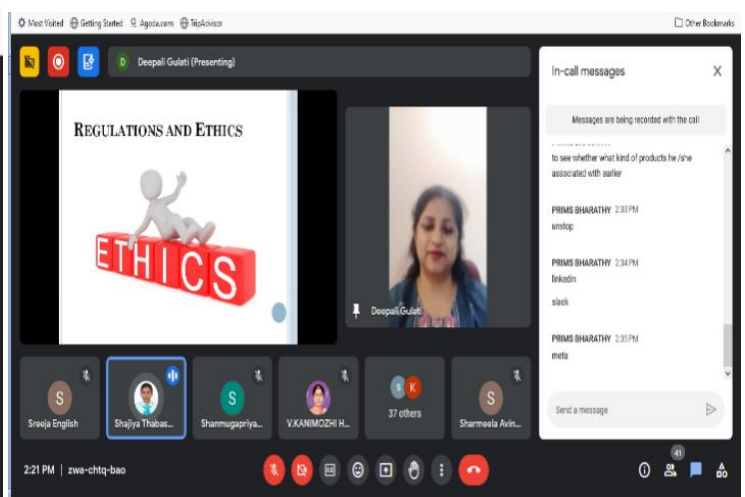 Most Visited Getting Started Agoda.com TripAdvisor Other Bookmarks
D Deepali Gulati (Presenting)
REGULATIONS AND ETHICS
ETHICS
Deepali Gulati
S
Sreeja English
Shajiya Thabas...
S
Shanmugapriya...
V.KANIMOZHI H...
S K
37 others
S
Sharmeela Avin...
2:21 PM | zwa-chtq-bao
41
In-call messages
Messages are being recorded with the call
to see whether what kind of products he /she
associated with earlier
PRIMS BHARATHY 2:33 PM
unstop
PRIMS BHARATHY 2:34 PM
linkedin
slack
PRIMS BHARATHY 2:35 PM
meta
Send a message